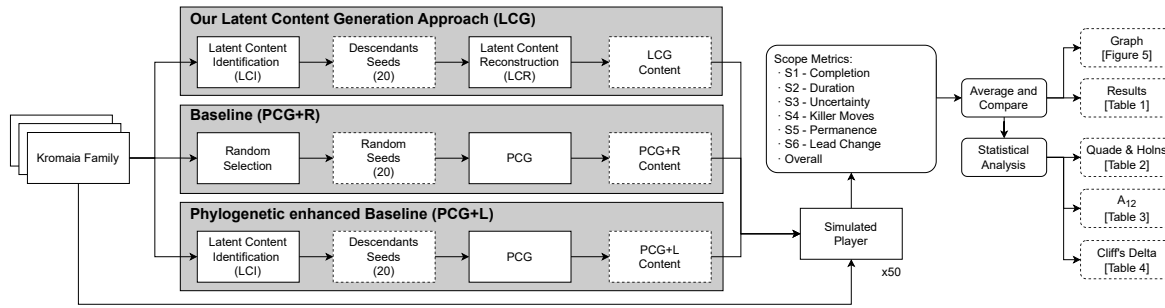 Our Latent Content Generation Approach (LCG)
Latent Content
Identification
(LCI)
Descendants
Seeds
(20)
Latent Content
Reconstruction
(LCR)
LCG
Content
Baseline (PCG+R)
Kromaia Family
Random
Selection
Random
Seeds
(20)
PCG
PCG+R
Content
Phylogenetic enhanced Baseline (PCG+L)
Latent Content
Identification
(LCI)
Descendants
Seeds
(20)
PCG
PCG+L
Content
Scope Metrics:
· S1 - Completion
· S2 - Duration
· S3 - Uncertainty
· S4 - Killer Moves
· S5 - Permanence
· S6 - Lead Change
· Overall
Simulated
Player
x50
Average and
Compare
Statistical
Analysis
Graph
[Figure 5]
Results
[Table 1]
Quade & Holns
[Table 2]
A12
[Table 3]
Cliff's Delta
[Table 4]